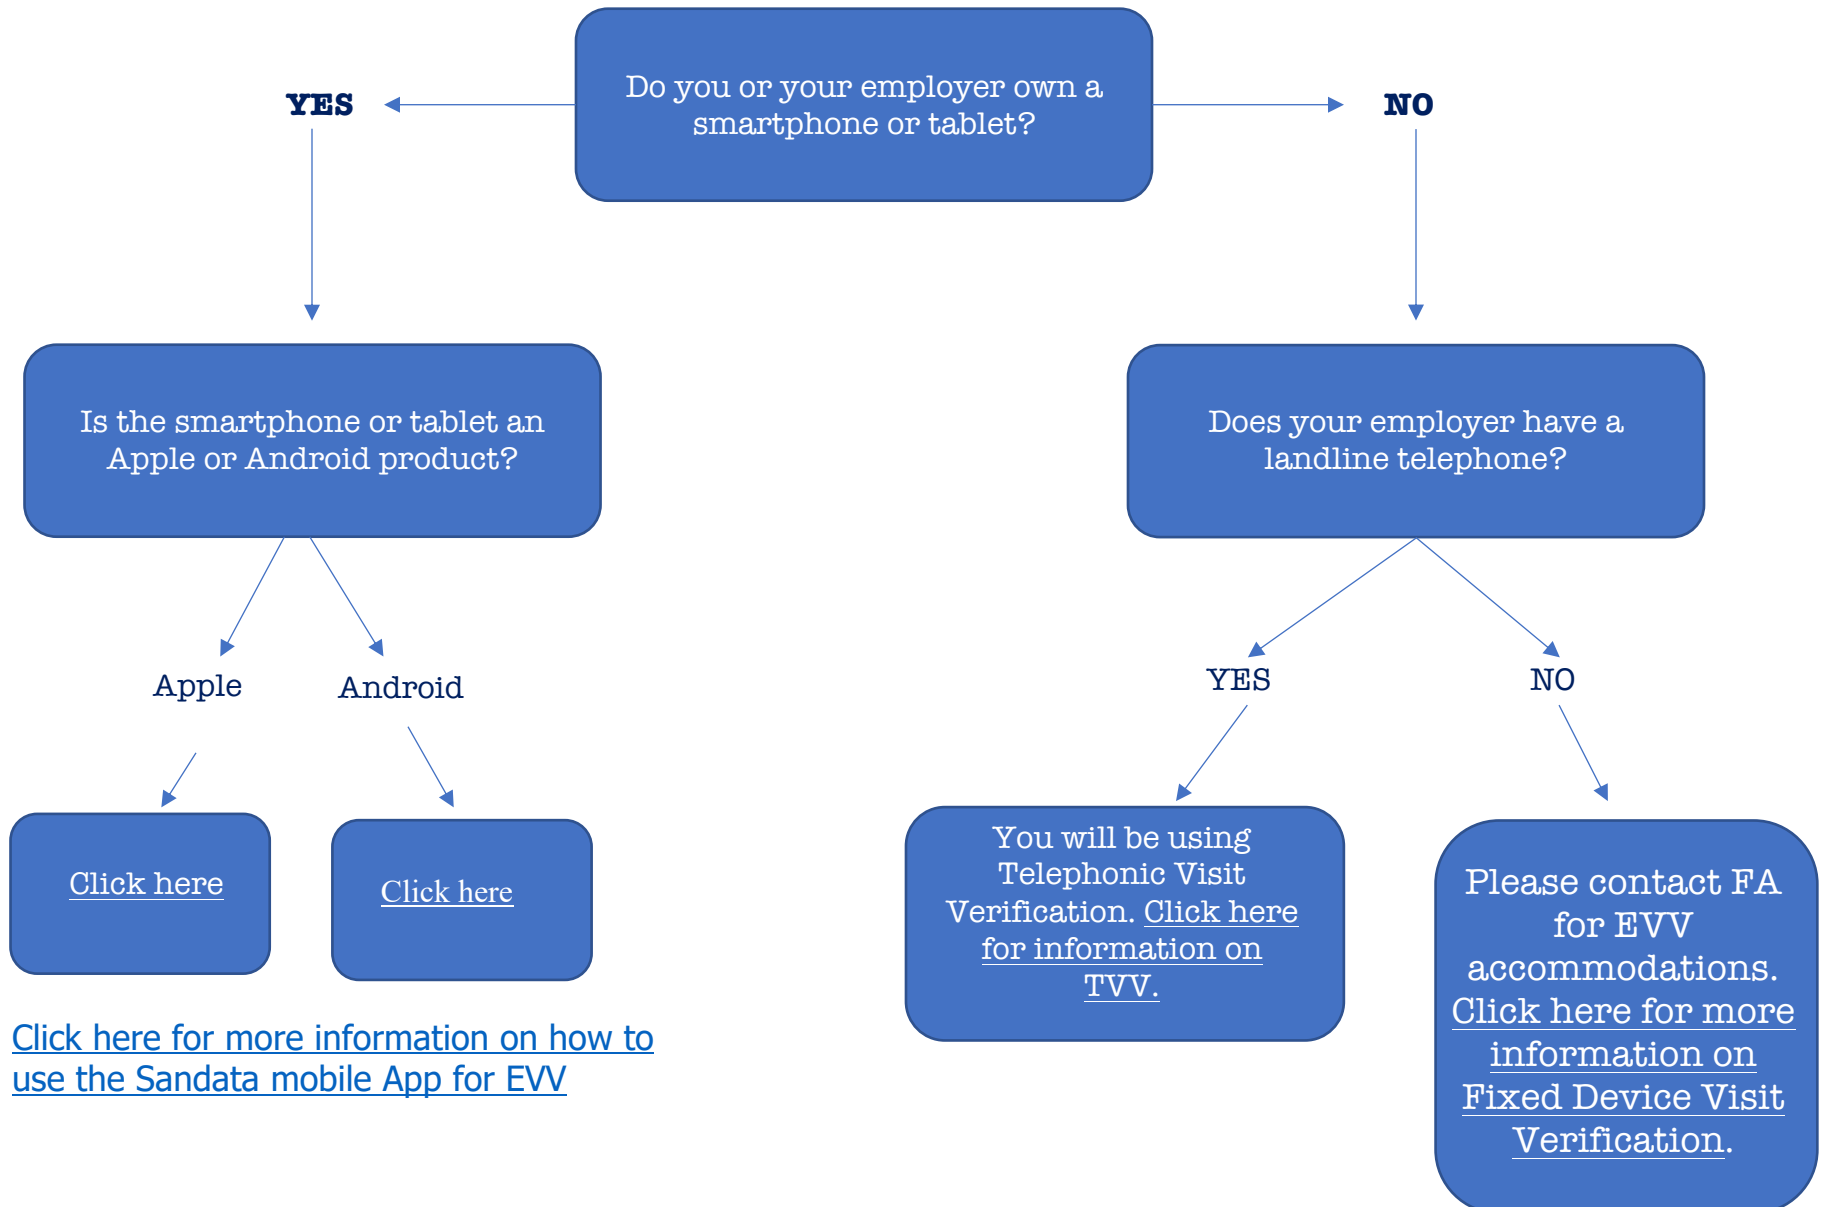 Do you or your employer own a
smartphone or tablet?
YES
NO
Is the smartphone or tablet an
Apple or Android product?
Does your employer have a
landline telephone?
Apple
Android
YES
NO
Click here
Click here
You will be using
Telephonic Visit
Verification. Click here
for information on
TVV.
Please contact FA
for EVV
accommodations.
Click here for more
information on
Fixed Device Visit
Verification.
Click here for more information on how to
use the Sandata mobile App for EVV